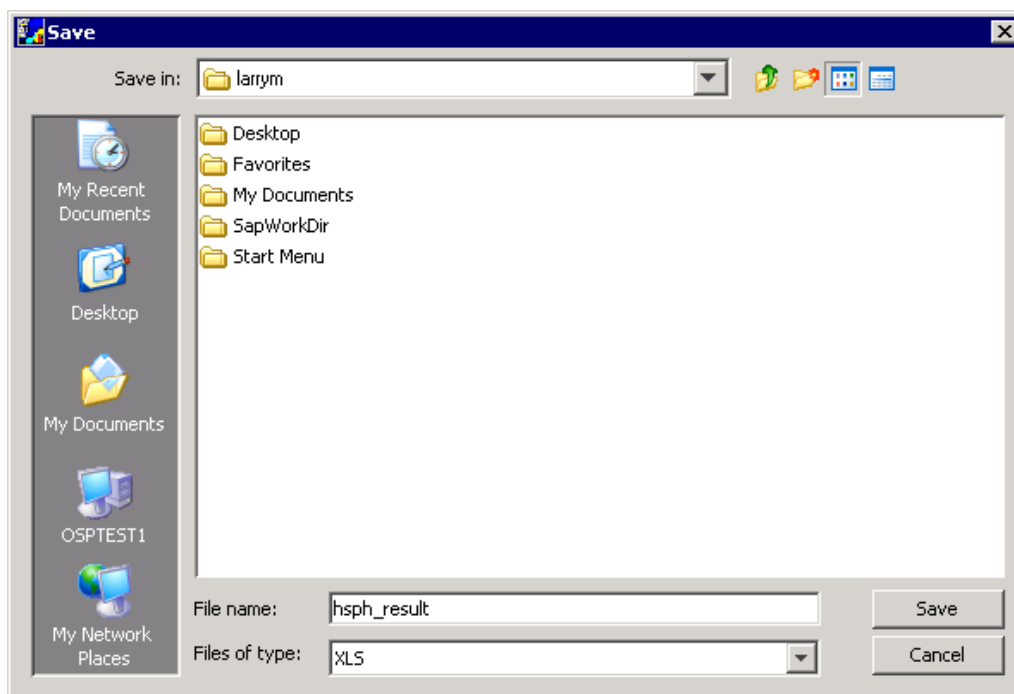 Save
Save in:
larrym
My Recent
Documents
Desktop
My Documents
OSPTEST1
My Network
Places
Desktop
Favorites
My Documents
SapWorkDir
Start Menu
File name:
hsph_result
Save
Files of type:
XLS
Cancel